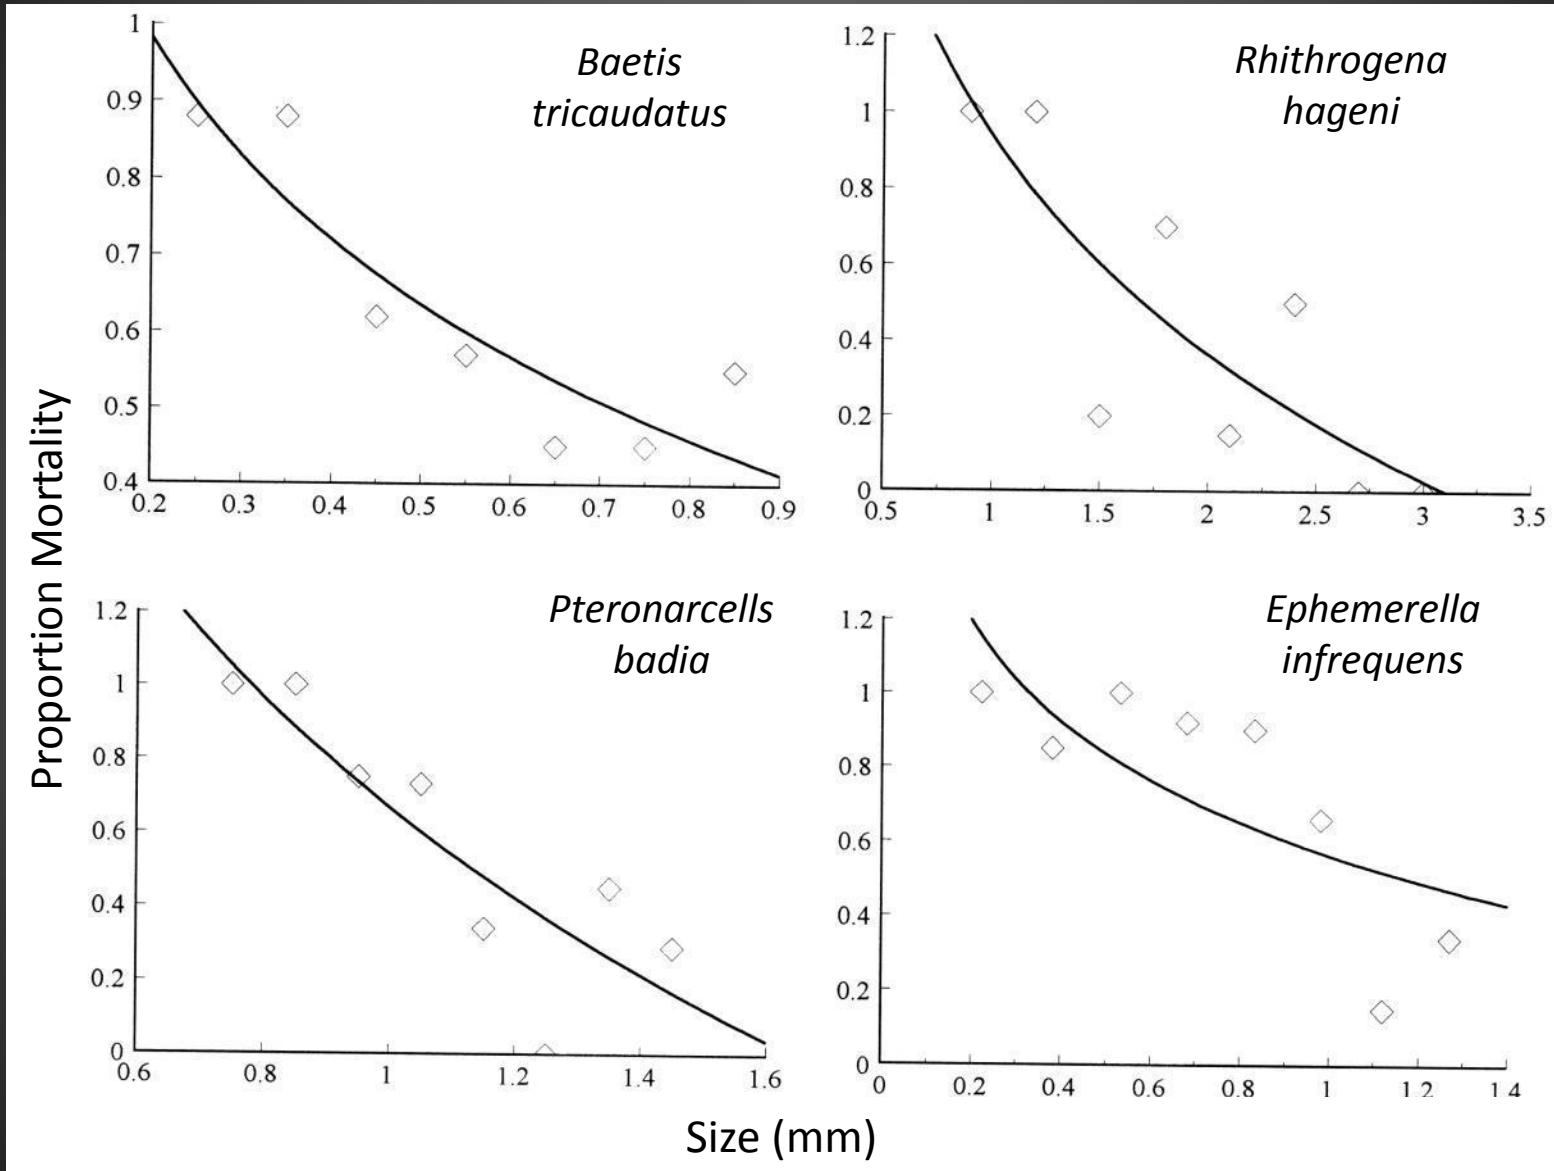 Baetis
tricaudatus
1
0.9
0.8
0.7
0.6
0.5
0.4
0.2 0.3 0.4 0.5 0.6 0.7 0.8 0.9
Rhithrogena
hageni
1.2
1
0.8
0.6
0.4
0.2
0
0.5 1 1.5 2 2.5 3 3.5
Proportion Mortality
Pteronarcells
badia
1.2
1
0.8
0.6
0.4
0.2
0
0.6 0.8 1 1.2 1.4 1.6
Ephemerella
infrequens
1.2
1
0.8
0.6
0.4
0.2
0
0 0.2 0.4 0.6 0.8 1 1.2 1.4
Size (mm)